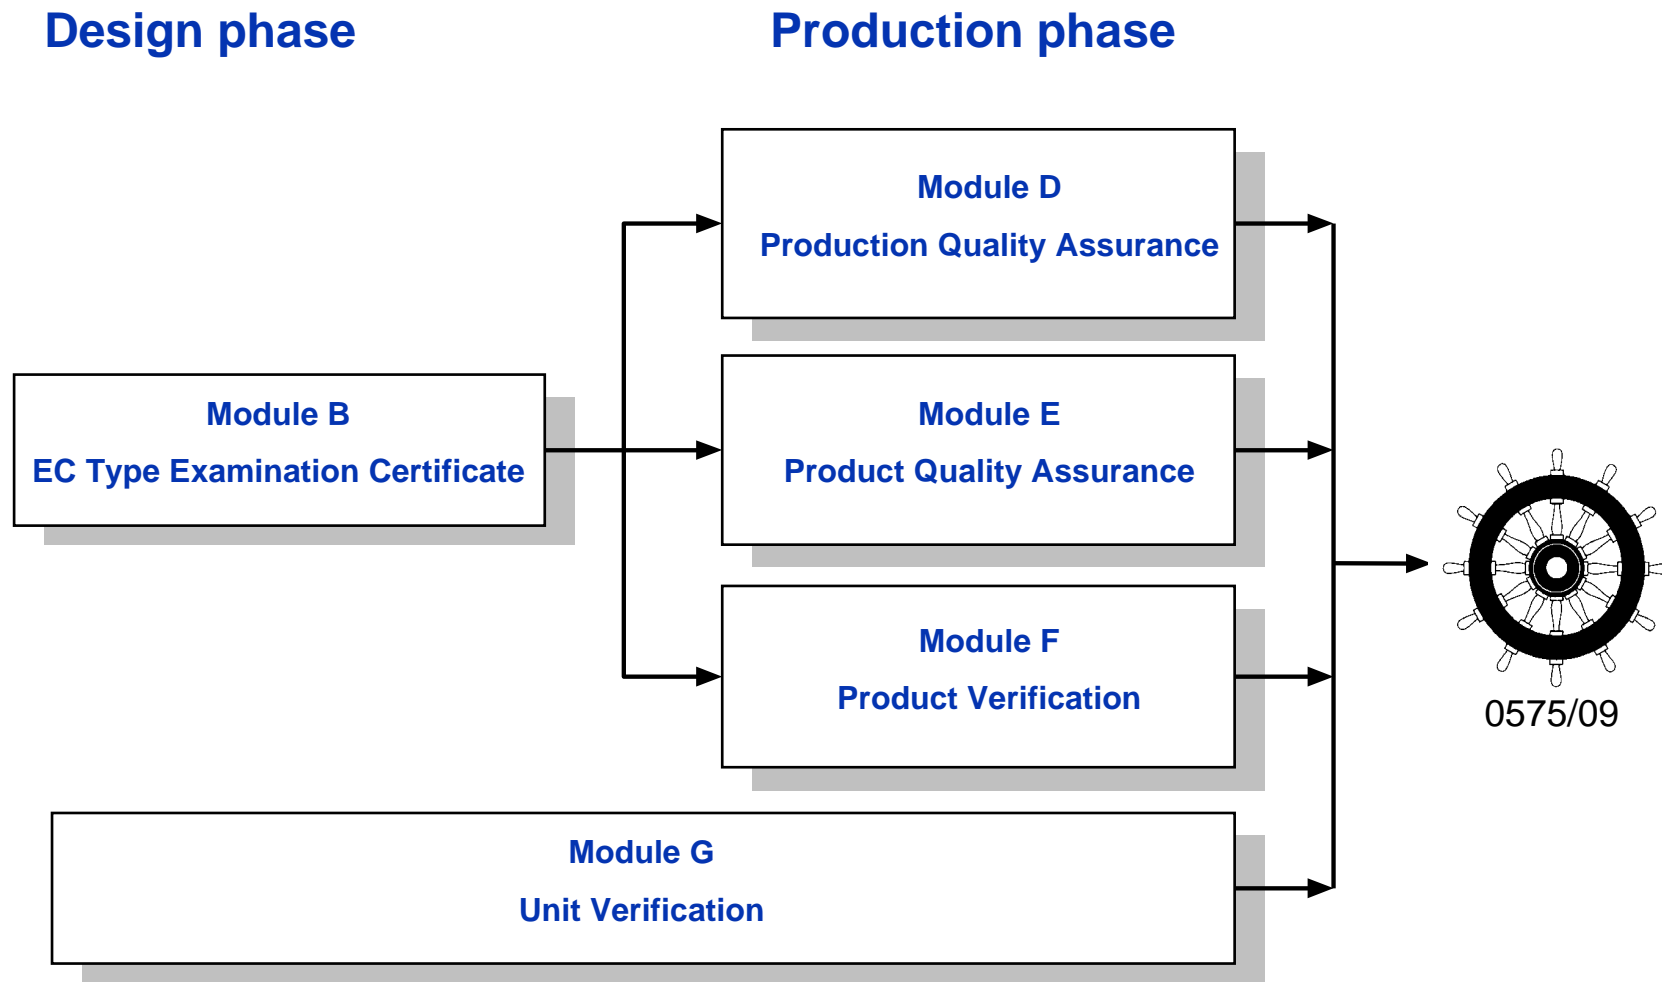 Design phase
Production phase
Module D
Production Quality Assurance
Module B
EC Type Examination Certificate
Module E
Product Quality Assurance
Module F
Product Verification
0575/09
Module G
Unit Verification